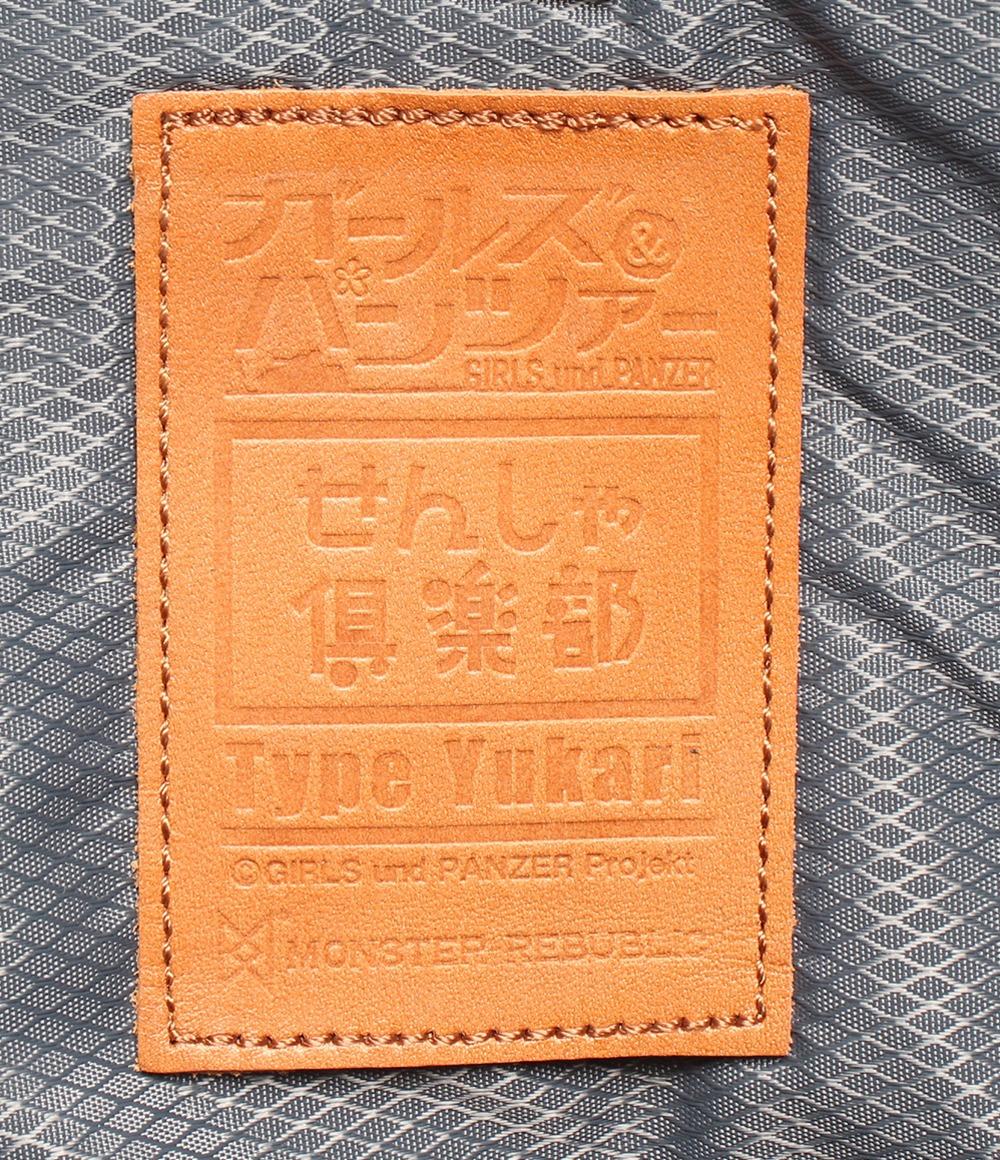 ガールズ&
パンツァー
GIRLS und PANZER
せんしゃ
倶楽部
Type Yukari
©GIRLS und PANZER Projekt
MONSTER REBUBLIC